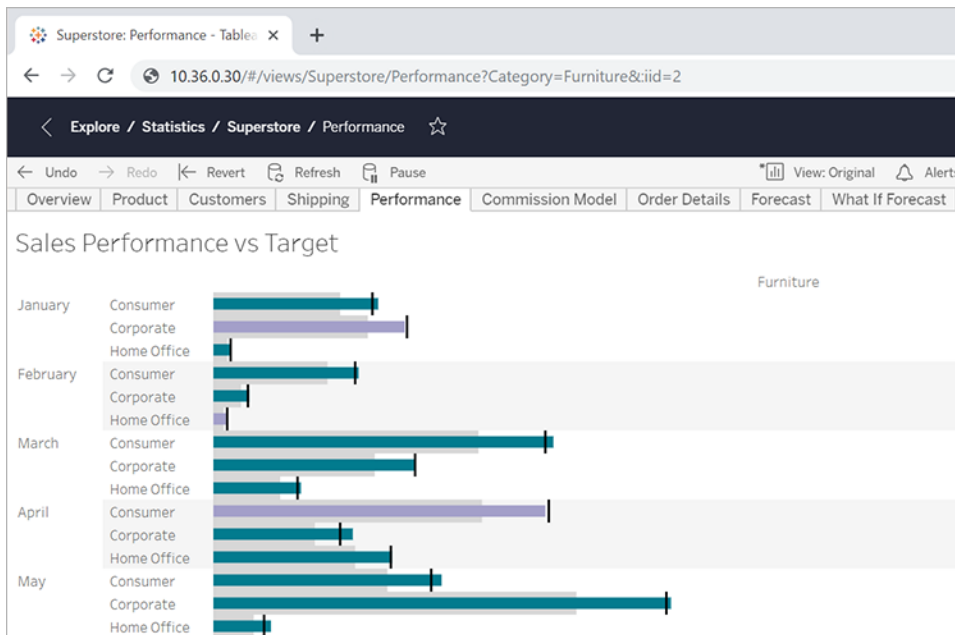 Superstore: Performance - Tablea
10.36.0.30/#/views/Superstore/Performance?Category=Furniture&:iid=2
Explore / Statistics / Superstore / Performance
Undo Redo Revert Refresh Pause View: Original Alerts
Overview Product Customers Shipping Performance Commission Model Order Details Forecast What If Forecast
Sales Performance vs Target
Furniture
January Consumer
Corporate
Home Office
February Consumer
Corporate
Home Office
March Consumer
Corporate
Home Office
April Consumer
Corporate
Home Office
May Consumer
Corporate
Home Office